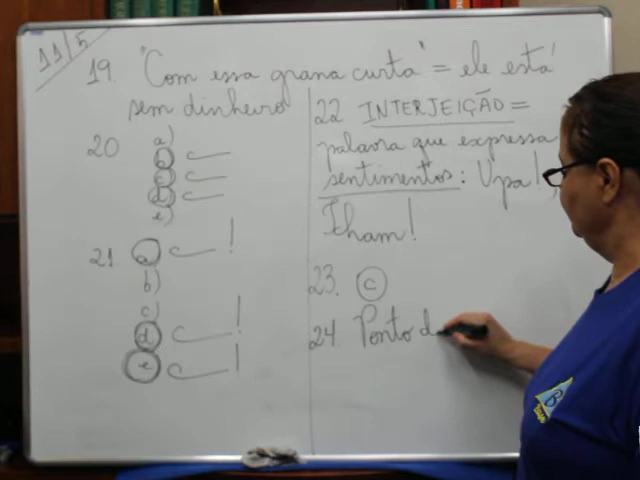 11/5
19. "Com essa grana curta" = ele está
sem dinheiro
20 a)
b
c
d
e)
21 a !
b)
c)
d !
e !
22 INTERJEIÇÃO =
palavra que expressa
sentimentos: Upa!,
Tcham!
23. c
24 Ponto d
B